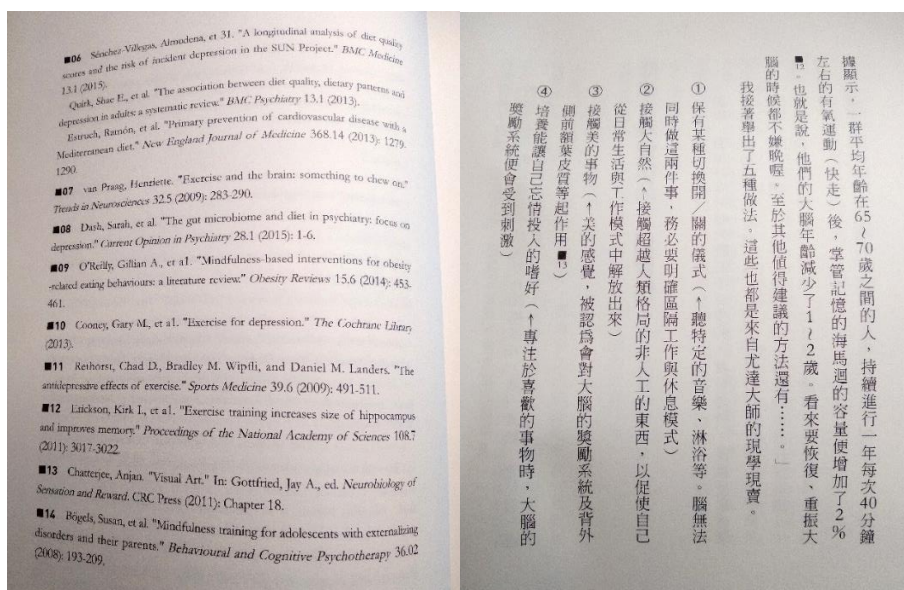 ■06 Sánchez-Villegas, Almudena, et 31. "A longitudinal analysis of diet quality
scores and the risk of incident depression in the SUN Project." BMC Medicine
13.1 (2015).
Quirk, Shae E., et al. "The association between diet quality, dietary patterns and
depression in adults: a systematic review." BMC Psychiatry 13.1 (2013).
Estruch, Ramón, et al. "Primary prevention of cardiovascular disease with a
Mediterranean diet." New England Journal of Medicine 368.14 (2013): 1279-
1290.
■07 van Praag, Henriette. "Exercise and the brain: something to chew on."
Trends in Neurosciences 32.5 (2009): 283-290.
■08 Dash, Sarah, et al. "The gut microbiome and diet in psychiatry: focus on
depression." Current Opinion in Psychiatry 28.1 (2015): 1-6.
■09 O'Reilly, Gillian A., et al. "Mindfulness-based interventions for obesity
-related eating behaviours: a literature review." Obesity Reviews 15.6 (2014): 453-
461.
■10 Cooney, Gary M., et al. "Exercise for depression." The Cochrane Library
(2013).
■11 Rethorst, Chad D., Bradley M. Wipfli, and Daniel M. Landers. "The
antidepressive effects of exercise." Sports Medicine 39.6 (2009): 491-511.
■12 Erickson, Kirk I., et al. "Exercise training increases size of hippocampus
and improves memory." Proceedings of the National Academy of Sciences 108.7
(2011): 3017-3022.
■13 Chatterjee, Anjan. "Visual Art." In: Gottfried, Jay A., ed. Neurobiology of
Sensation and Reward. CRC Press (2011): Chapter 18.
■14 Bögels, Susan, et al. "Mindfulness training for adolescents with externalizing
disorders and their parents." Behavioural and Cognitive Psychotherapy 36.02
(2008): 193-209.
據顯示，一群平均年齡在65～70歲之間的人，持續進行一年每次40分鐘
左右的有氧運動（快走）後，掌管記憶的海馬迴的容量便增加了2%
■12。也就是說，他們的大腦年齡減少了1～2歲。看來要恢復、重振大
腦的時候都不嫌晚喔。至於其他值得建議的方法還有……。」
我接著舉出了五種做法。這些也都是來自尤達大師的現學現賣。
① 保有某種切換開／關的儀式（↑聽特定的音樂、淋浴等。腦無法
同時做這兩件事，務必要明確區隔工作與休息模式）
② 接觸大自然（↑接觸超越人類格局的非人工的東西，以促使自己
從日常生活與工作模式中解放出來）
③ 接觸美的事物（↑美的感覺，被認為會對大腦的獎勵系統及背外
側前額葉皮質等起作用■13）
④ 培養能讓自己忘情投入的嗜好（↑專注於喜歡的事物時，大腦的
獎勵系統便會受到刺激）